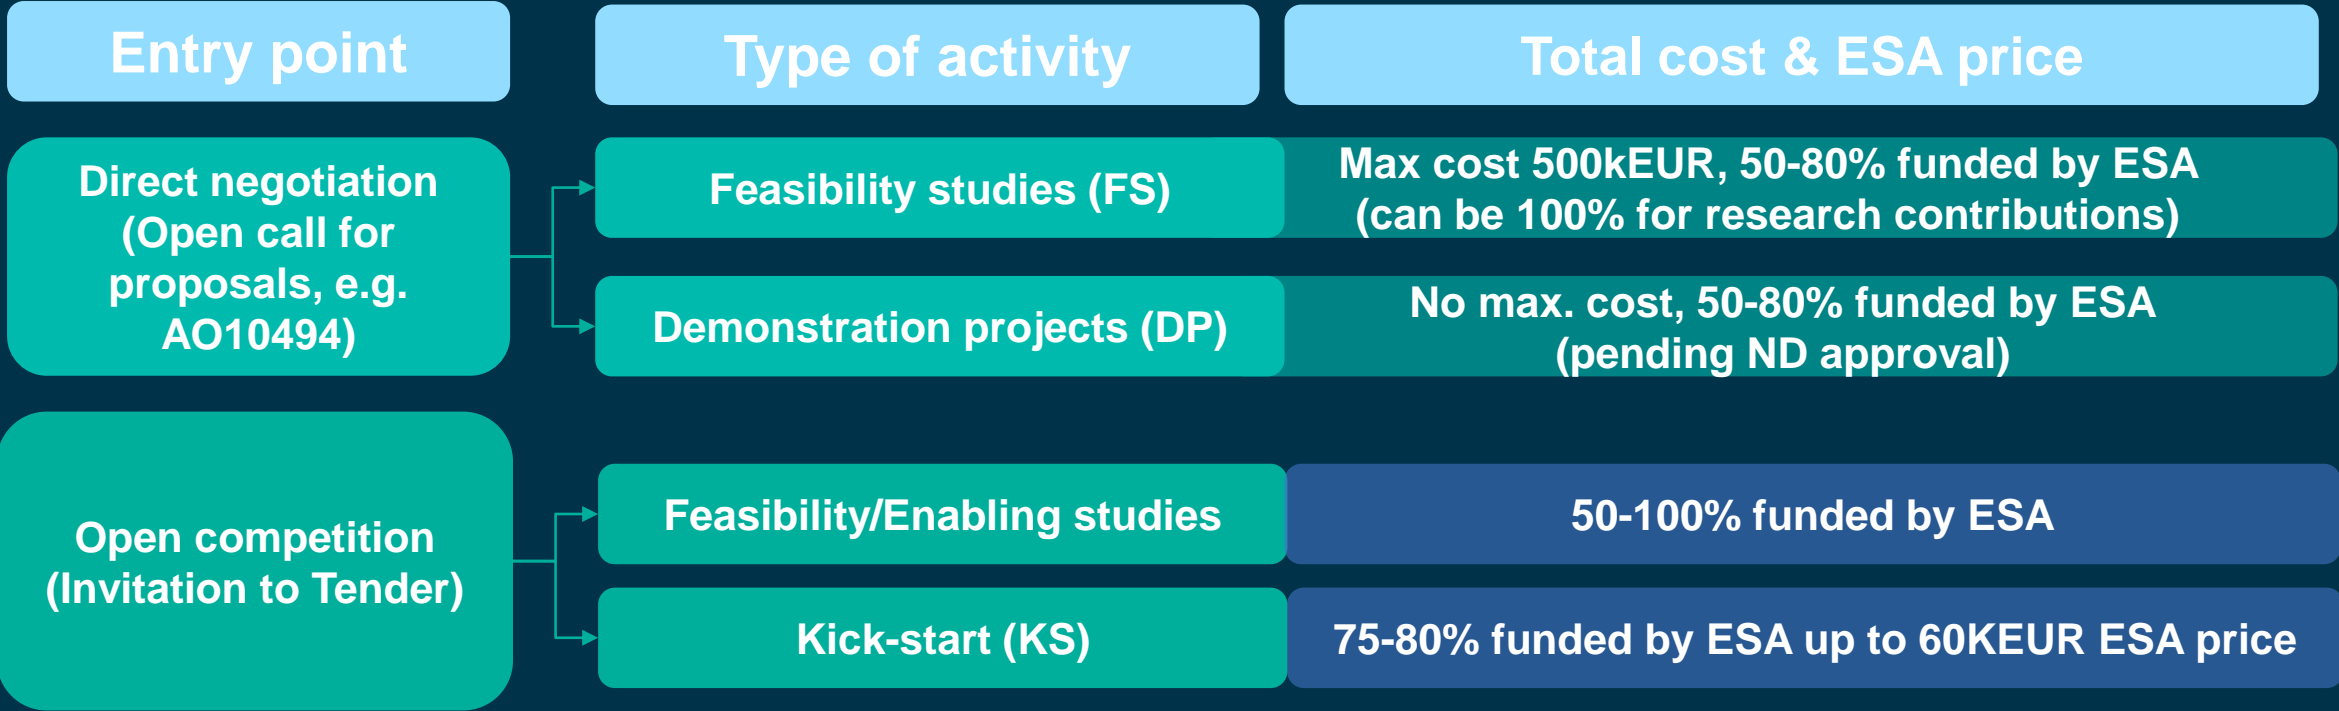 Entry point
Type of activity
Total cost & ESA price
Direct negotiation
(Open call for
proposals, e.g.
AO10494)
Feasibility studies (FS)
Max cost 500kEUR, 50-80% funded by ESA
(can be 100% for research contributions)
Demonstration projects (DP)
No max. cost, 50-80% funded by ESA
(pending ND approval)
Open competition
(Invitation to Tender)
Feasibility/Enabling studies
50-100% funded by ESA
Kick-start (KS)
75-80% funded by ESA up to 60KEUR ESA price